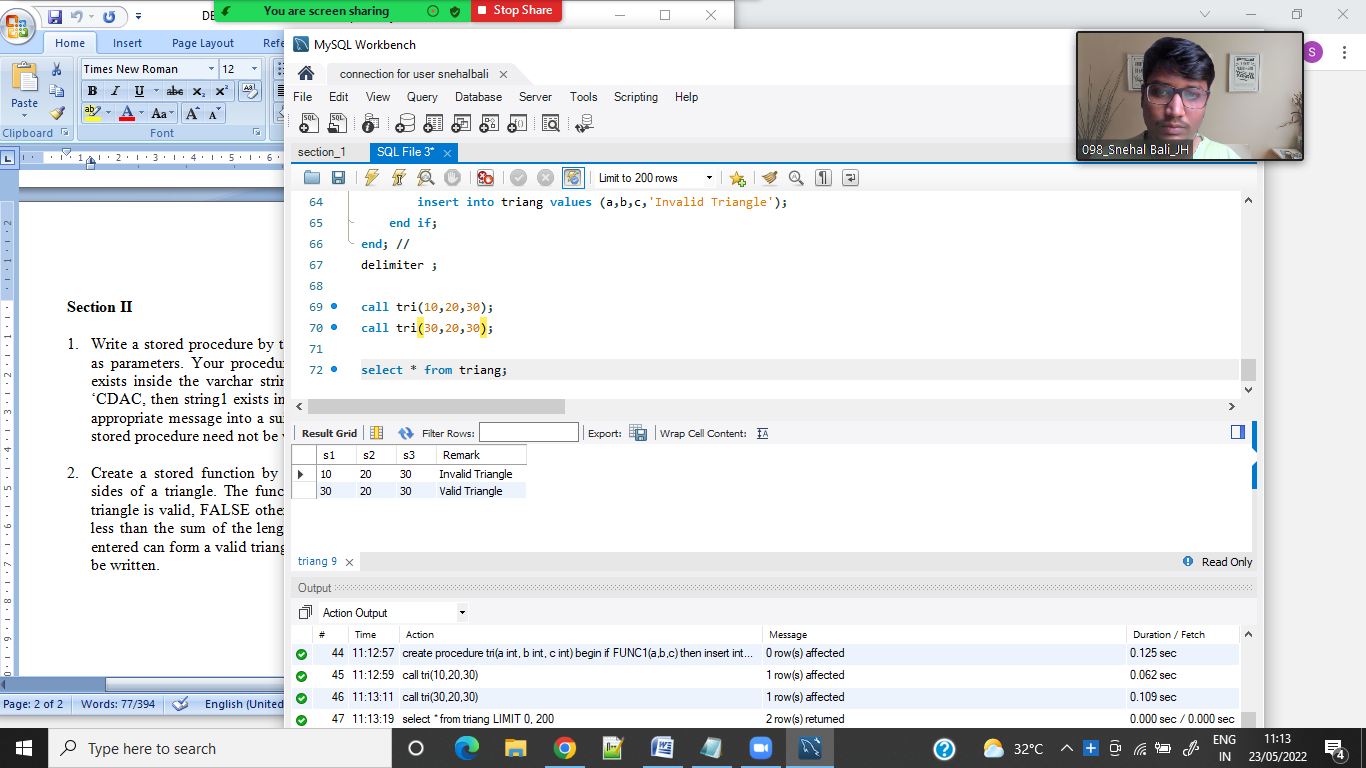 DE
You are screen sharing
Stop Share
Home Insert Page Layout Refe
Times New Roman 12
B I U abc x₂ x² 
Paste
ab A Aa A A
Clipboard Font
1 2 3 4 5 6
Section II
1. Write a stored procedure by t
as parameters. Your procedu
exists inside the varchar strin
‘CDAC, then string1 exists in
appropriate message into a su
stored procedure need not be
2. Create a stored function by
sides of a triangle. The func
triangle is valid, FALSE other
less than the sum of the leng
entered can form a valid triang
be written.
Page: 2 of 2 Words: 77/394 English (United
MySQL Workbench
connection for user snehalbali
File Edit View Query Database Server Tools Scripting Help
section_1 SQL File 3*
Limit to 200 rows
64 insert into triang values (a,b,c,'Invalid Triangle');
65 end if;
66 end; //
67 delimiter ;
68
69 call tri(10,20,30);
70 call tri(30,20,30);
71
72 select * from triang;
Result Grid Filter Rows: Export: Wrap Cell Content:
s1 s2 s3 Remark
10 20 30 Invalid Triangle
30 20 30 Valid Triangle
triang 9 Read Only
Output
Action Output
# Time Action Message Duration / Fetch
44 11:12:57 create procedure tri(a int, b int, c int) begin if FUNC1(a,b,c) then insert int... 0 row(s) affected 0.125 sec
45 11:12:59 call tri(10,20,30) 1 row(s) affected 0.062 sec
46 11:13:11 call tri(30,20,30) 1 row(s) affected 0.109 sec
47 11:13:19 select * from triang LIMIT 0, 200 2 row(s) returned 0.000 sec / 0.000 sec
098_Snehal Bali_JH
S
Type here to search
32°C
ENG
IN
11:13
23/05/2022
4